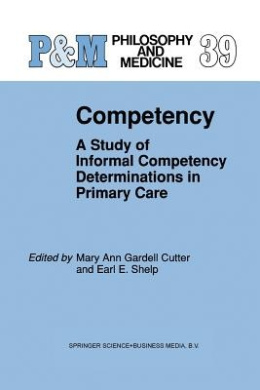 P&M PHILOSOPHY AND MEDICINE 39
Competency
A Study of
Informal Competency
Determinations in
Primary Care
Edited by Mary Ann Gardell Cutter
and Earl E. Shelp
SPRINGER SCIENCE+BUSINESS MEDIA, B.V.